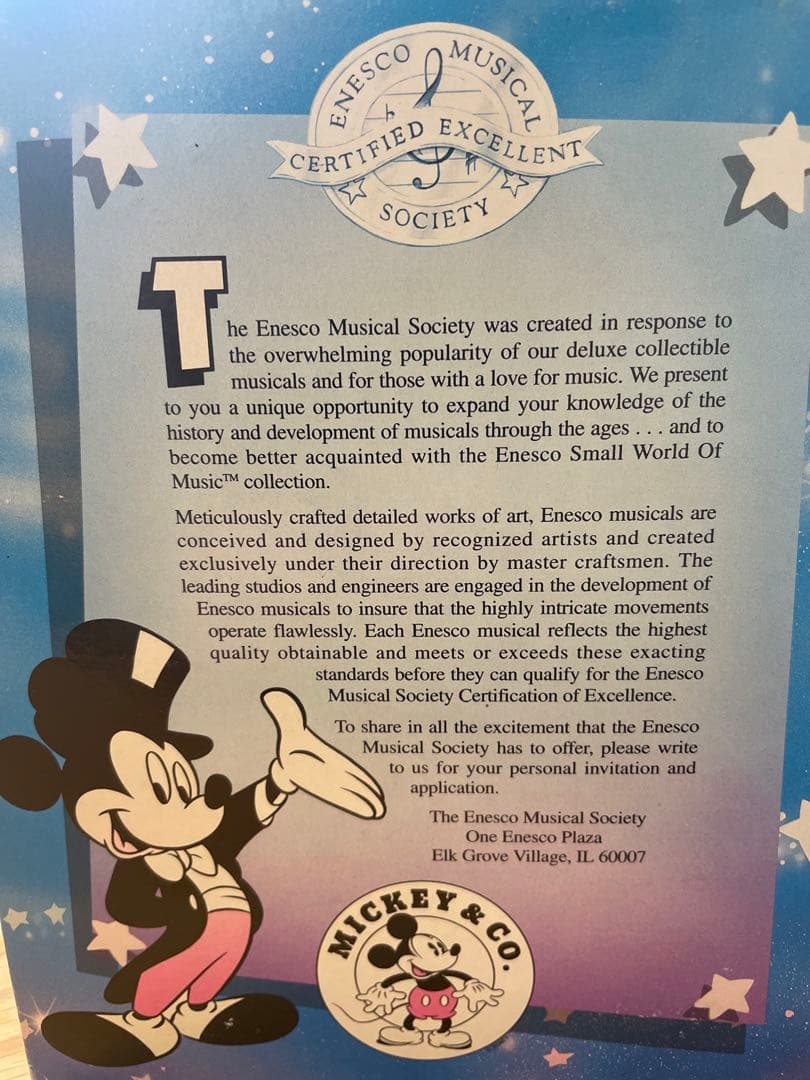 ENESCO MUSICAL
CERTIFIED EXCELLENT
SOCIETY
The Enesco Musical Society was created in response to
the overwhelming popularity of our deluxe collectible
musicals and for those with a love for music. We present
to you a unique opportunity to expand your knowledge of the
history and development of musicals through the ages . . . and to
become better acquainted with the Enesco Small World Of
Music™ collection.
Meticulously crafted detailed works of art, Enesco musicals are
conceived and designed by recognized artists and created
exclusively under their direction by master craftsmen. The
leading studios and engineers are engaged in the development of
Enesco musicals to insure that the highly intricate movements
operate flawlessly. Each Enesco musical reflects the highest
quality obtainable and meets or exceeds these exacting
standards before they can qualify for the Enesco
Musical Society Certification of Excellence.
To share in all the excitement that the Enesco
Musical Society has to offer, please write
to us for your personal invitation and
application.
The Enesco Musical Society
One Enesco Plaza
Elk Grove Village, IL 60007
MICKEY & CO.